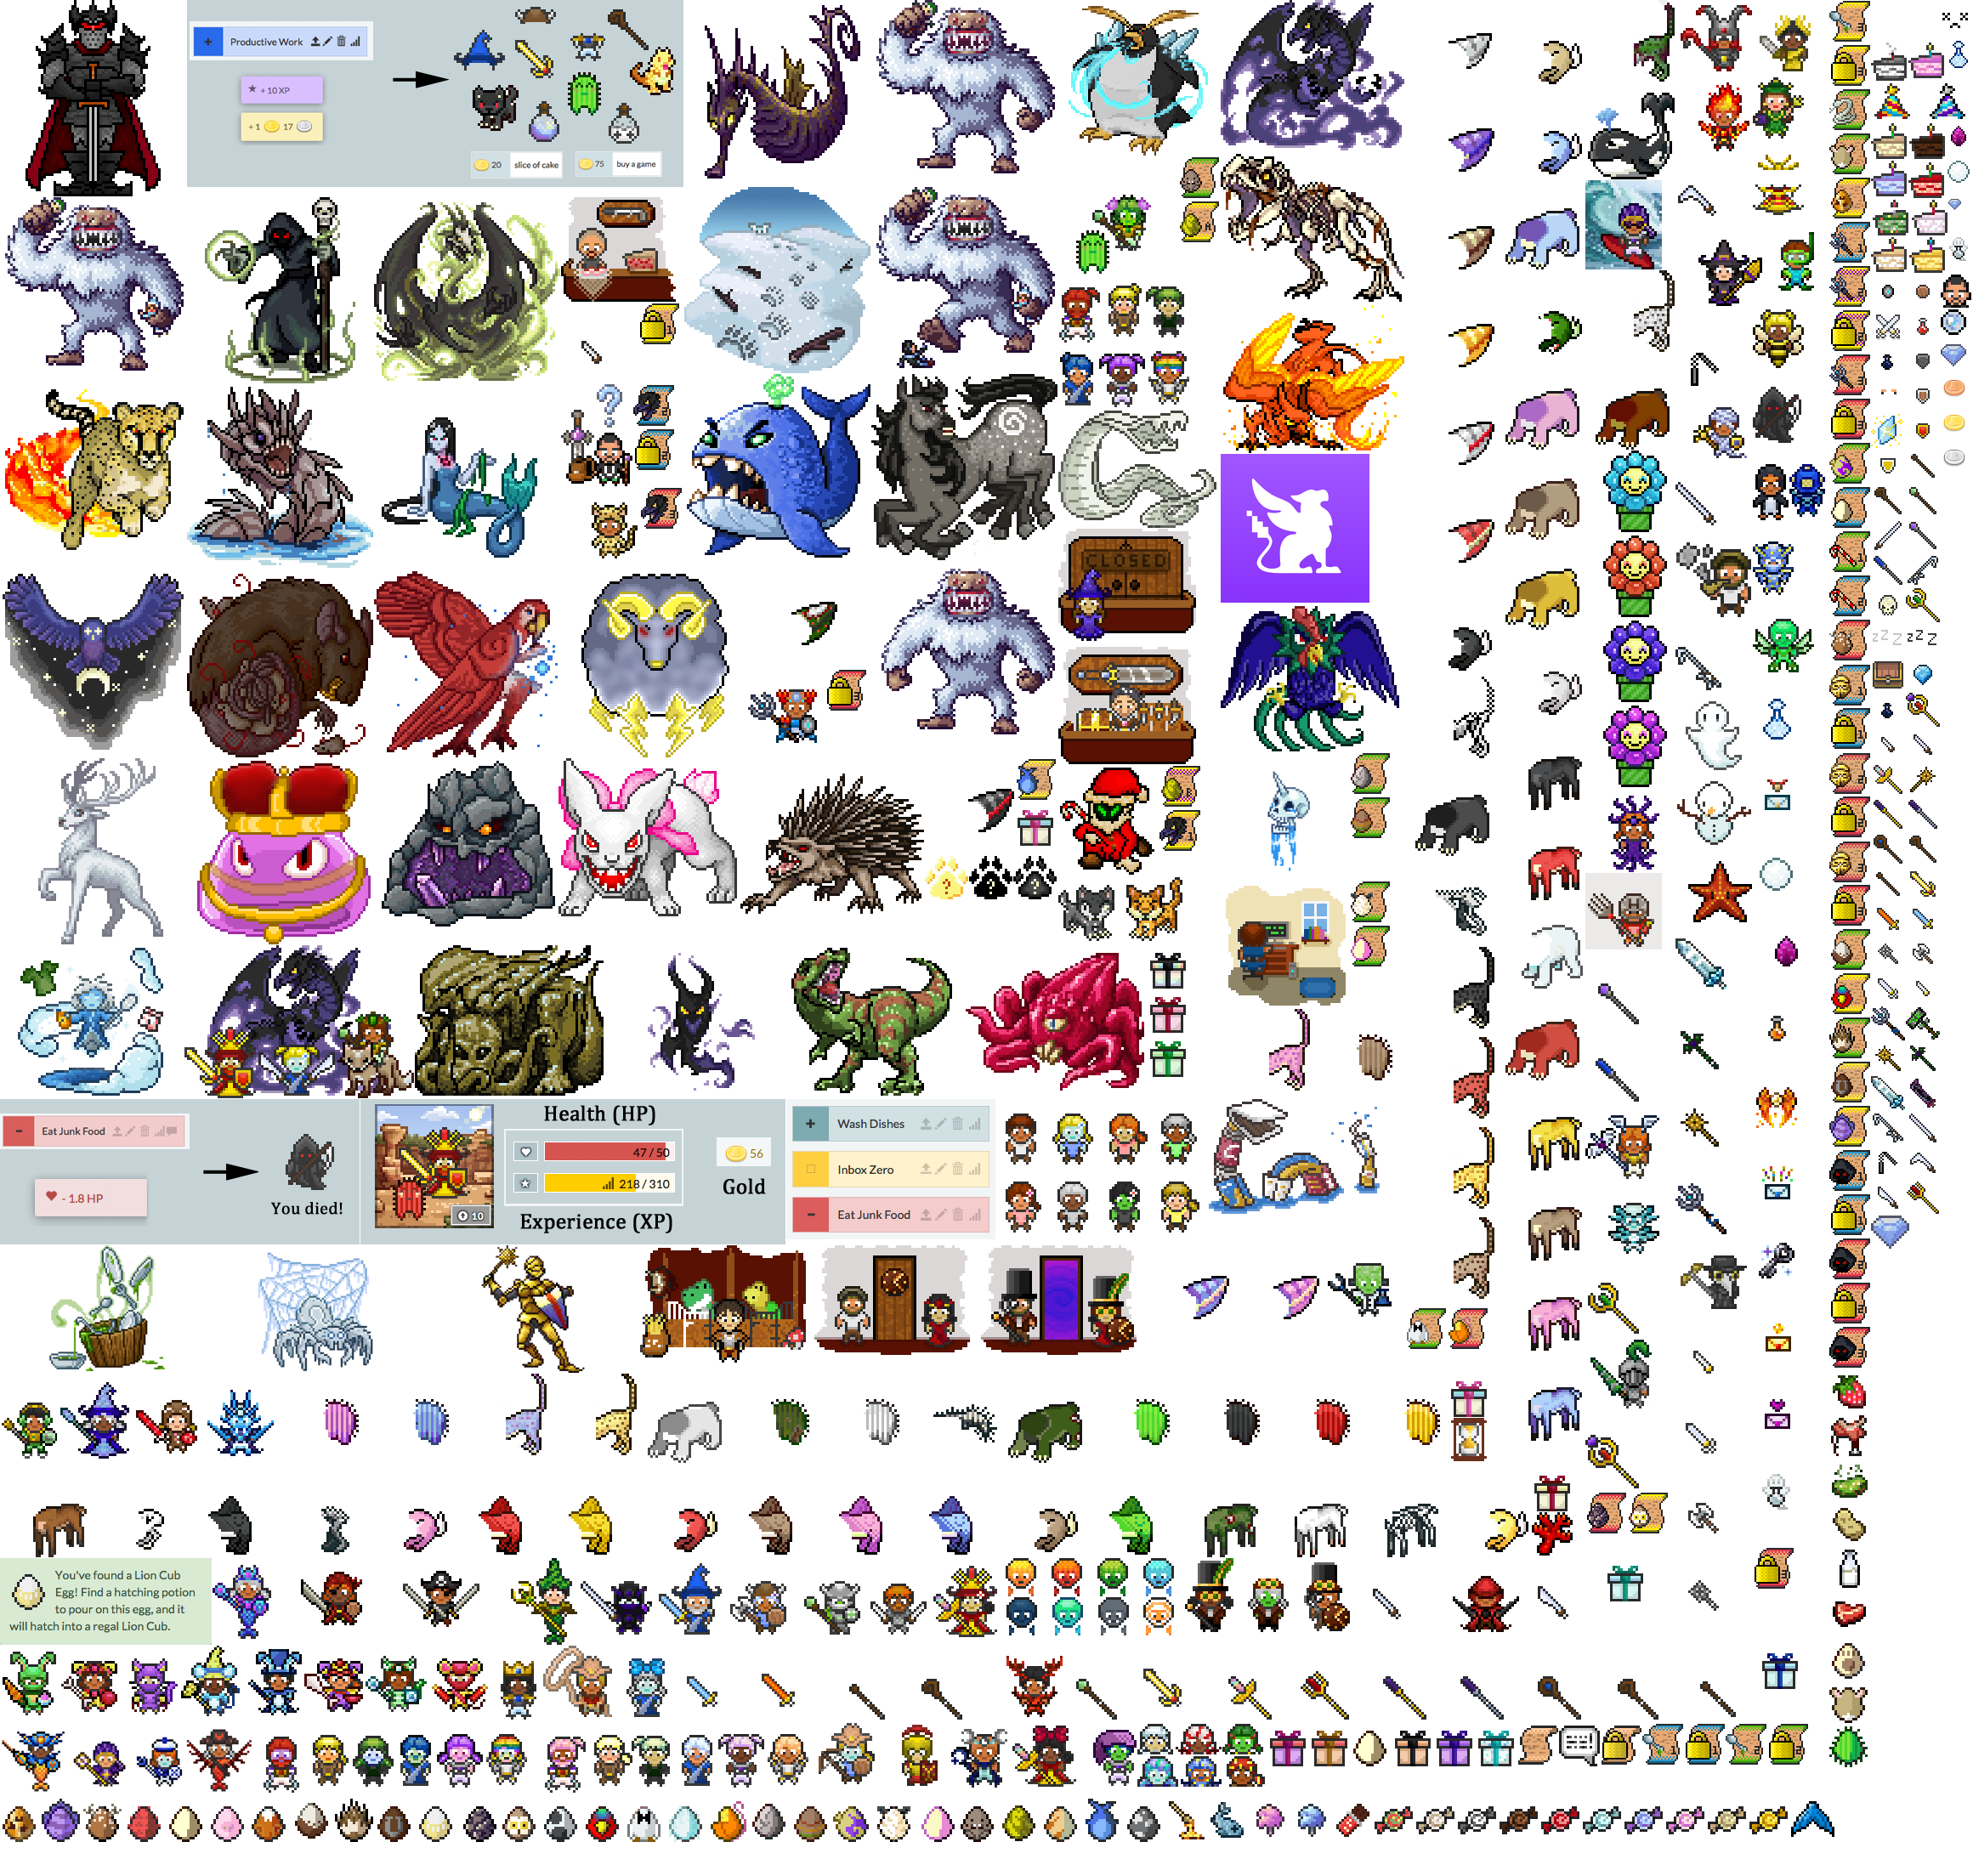 Productive Work
+ 10 XP
+ 1 17
20 slice of cake
75 buy a game
CLOSED
Eat Junk Food
- 1.8 HP
You died!
Health (HP)
47 / 50
218 / 310
Experience (XP)
10
56
Gold
Wash Dishes
Inbox Zero
Eat Junk Food
You've found a Lion Cub
Egg! Find a hatching potion
to pour on this egg, and it
will hatch into a regal Lion Cub.